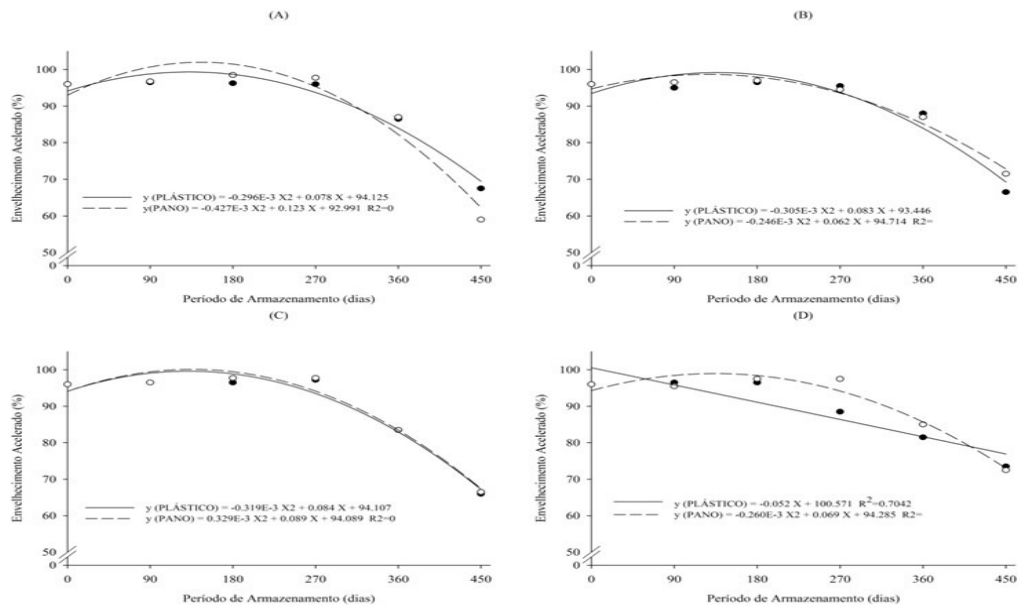 (A)
Envelhecimento Acelerado (%)
100
90
80
70
60
50
0
y (PLÁSTICO) = -0.296E-3 X2 + 0.078 X + 94.125
y(PANO) = -0.427E-3 X2 + 0.123 X + 92.991 R2=0
0 90 180 270 360 450
Período de Armazenamento (dias)
(B)
Envelhecimento Acelerado (%)
100
90
80
70
60
50
0
y (PLÁSTICO) = -0.305E-3 X2 + 0.083 X + 93.446
y (PANO) = -0.246E-3 X2 + 0.062 X + 94.714 R2=
0 90 180 270 360 450
Período de Armazenamento (dias)
(C)
Envelhecimento Acelerado (%)
100
90
80
70
60
50
0
y (PLÁSTICO) = -0.319E-3 X2 + 0.084 X + 94.107
y (PANO) = 0.329E-3 X2 + 0.089 X + 94.089 R2=0
0 90 180 270 360 450
Período de Armazenamento (dias)
(D)
Envelhecimento Acelerado (%)
100
90
80
70
60
50
0
y (PLÁSTICO) = -0.052 X + 100.571 R²=0.7042
y (PANO) = -0.260E-3 X2 + 0.069 X + 94.285 R2=
0 90 180 270 360 450
Período de Armazenamento (dias)